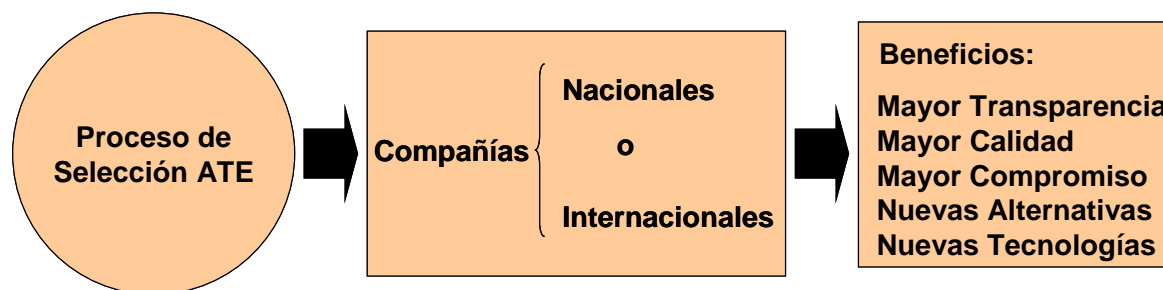 Proceso de
Selección ATE
Compañías
Nacionales
o
Internacionales
Beneficios:
Mayor Transparencia
Mayor Calidad
Mayor Compromiso
Nuevas Alternativas
Nuevas Tecnologías